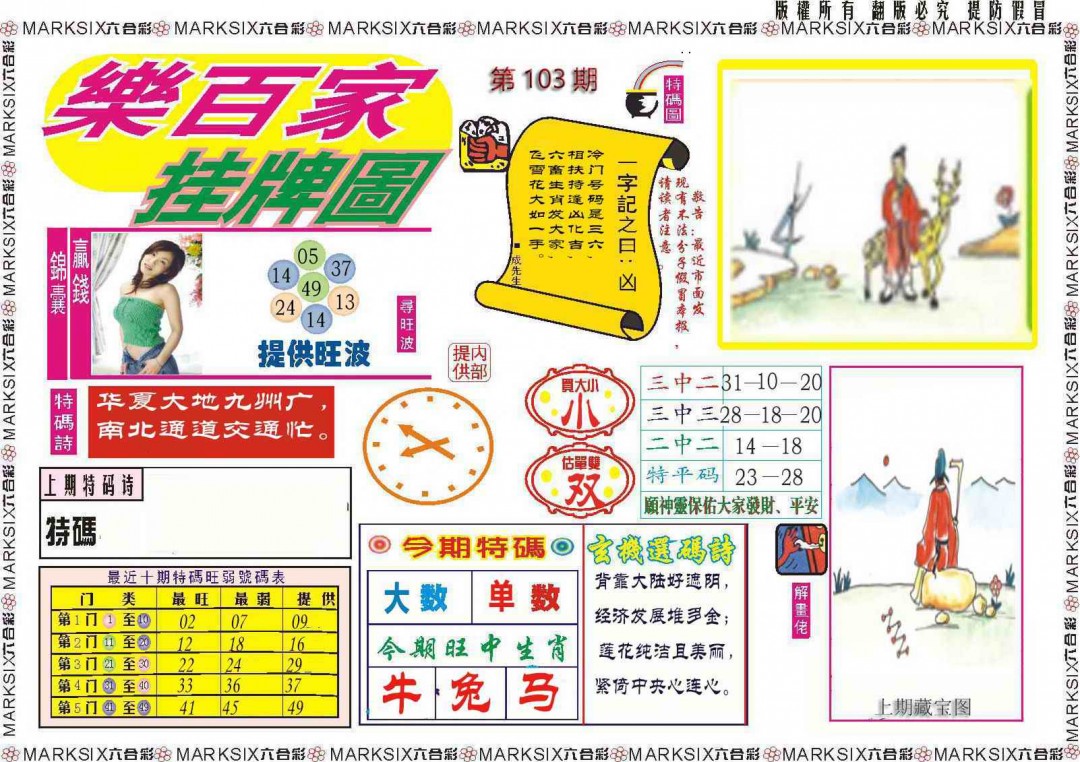 版權所有 翻版必究 提防假冒
MARKSIX六合彩 MARKSIX六合彩 MARKSIX六合彩 MARKSIX六合彩 MARKSIX六合彩 MARKSIX六合彩 MARKSIX六合彩
樂百家
挂牌圖
第103期
特碼圖
一字記之曰：凶
冷门号码是三六，
相扶持逢凶化吉，
六畜生肖发大家，
飞雪花大如一手。
■成先生
敬告：最近市面发
现有不法分子假冒本报，
请读者注意。
贏錢
錦囊
05
14
37
49
24
13
14
提供旺波
尋旺波
内部
提供
特碼詩
华夏大地九州广，
南北通道交通忙。
買大小
小
估單雙
双
三中二 31－10－20
三中三 28－18－20
二中二 14－18
特平码 23－28
願神靈保佑大家發財、平安
上期特码诗
特碼
最近十期特碼旺弱號碼表
门 类 最旺 最弱 提供
第1门 1 至 10 02 07 09
第2门 11 至 20 12 18 16
第3门 21 至 30 22 24 29
第4门 31 至 40 33 36 37
第5门 41 至 49 41 45 49
今期特碼
大数 单数
今期旺中生肖
牛 兔 马
玄機選碼詩
背靠大陆好遮阴，
经济发展堆多金；
莲花纯洁且美丽，
紧倚中央心连心。
解畫佬
上期藏宝图
MARKSIX六合彩 MARKSIX六合彩 MARKSIX六合彩 MARKSIX六合彩 MARKSIX六合彩 MARKSIX六合彩 MARKSIX六合彩